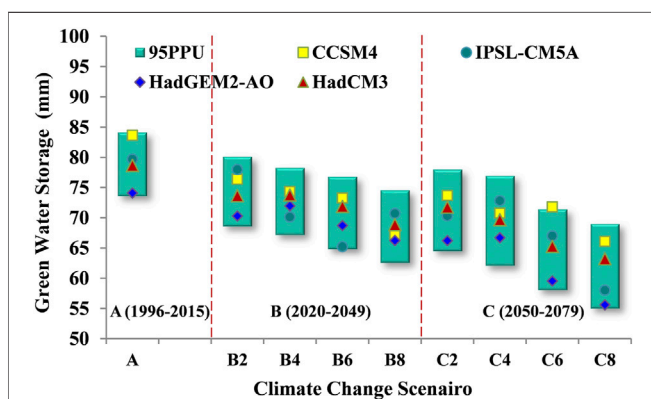 100
95
90
85
80
75
70
65
60
55
50
Green Water Storage (mm)
95PPU
CCSM4
IPSL-CM5A
HadGEM2-AO
HadCM3
A (1996-2015)
B (2020-2049)
C (2050-2079)
A B2 B4 B6 B8 C2 C4 C6 C8
Climate Change Scenairo